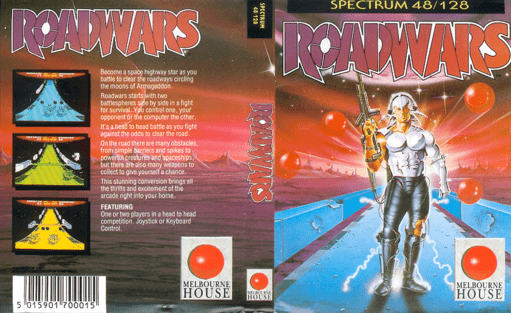 ROADWARS
Become a space highway star as you
battle to clear the roadways circling
the moons of Armageddon.
Roadwars starts with two
battlespheres side by side in a fight
for survival. You control one, your
opponent or the computer the other.
It's a head to head battle as you fight
against the odds to clear the road.
On the road there are many obstacles,
from simple barriers and spikes to
powerful creatures and spaceships,
but there are also many weapons to
collect to give yourself a chance.
This stunning conversion brings all
the thrills and excitement of the
arcade right into your home.
FEATURING
One or two players in a head to head
competition. Joystick or Keyboard
Control.
5 015901 700015
MELBOURNE
HOUSE
SPECTRUM
48/128
ROADWARS
MELBOURNE
HOUSE
SPECTRUM 48/128
ROADWARS
MELBOURNE
HOUSE